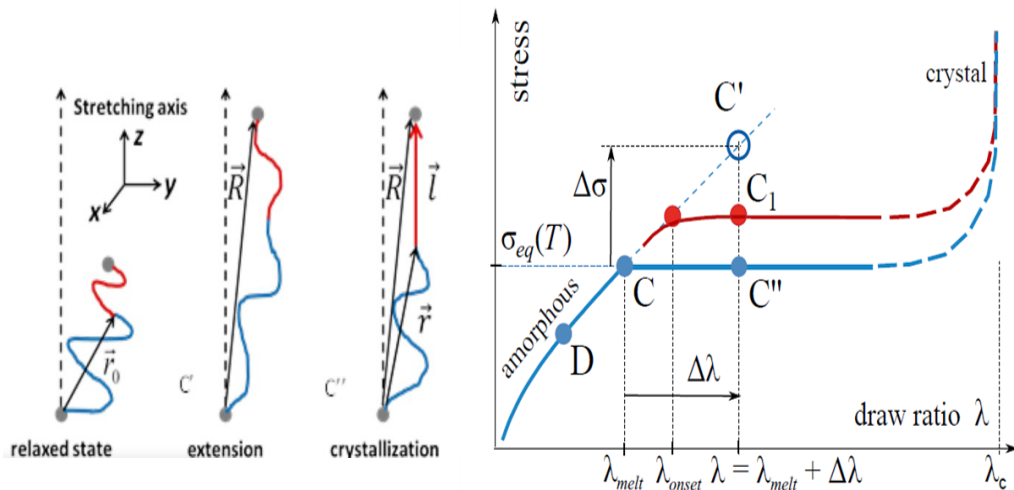 Stretching axis
z
y
x
R⃗
R⃗
l⃗
r⃗
r⃗₀
C'
C''
relaxed state
extension
crystallization
stress
crystal
C'
Δσ
C₁
σeq(T)
C
C''
amorphous
D
Δλ
draw ratio λ
λmelt λonset λ = λmelt + Δλ
λc